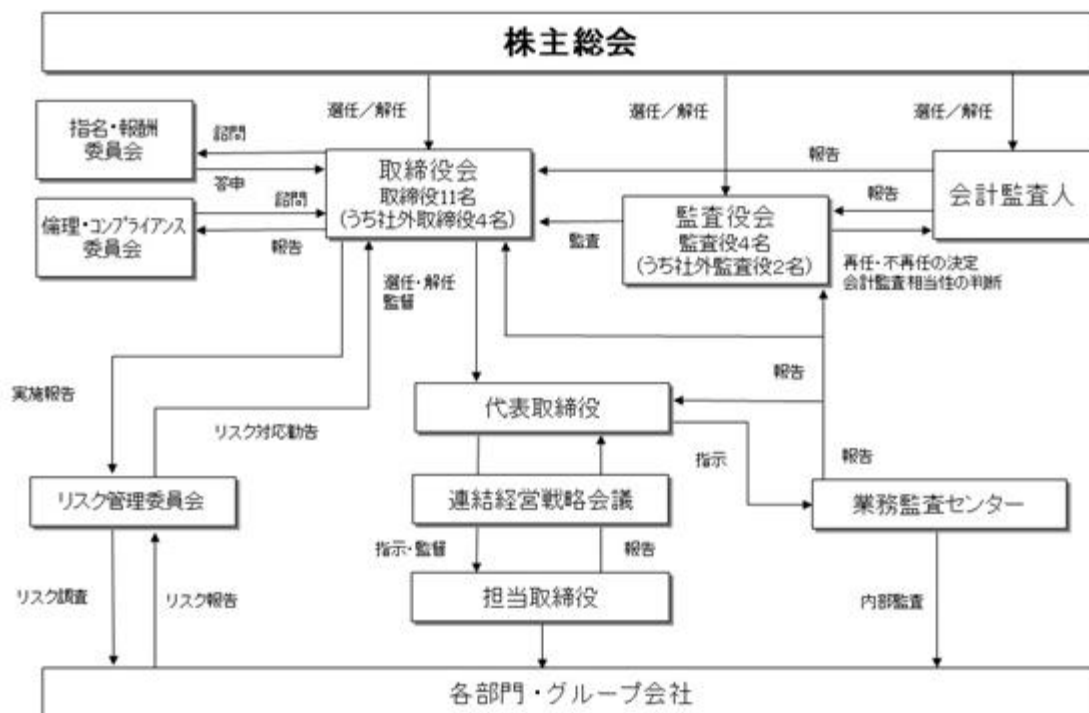 株主総会
選任／解任
選任／解任
選任／解任
指名・報酬
委員会
諮問
答申
取締役会
取締役11名
(うち社外取締役4名)
報告
会計監査人
倫理・コンプライアンス
委員会
諮問
報告
監査
監査役会
監査役4名
(うち社外監査役2名)
報告
再任・不再任の決定
会計監査相当性の判断
選任・解任
監督
実施報告
リスク対応勧告
代表取締役
報告
指示
報告
リスク管理委員会
連結経営戦略会議
業務監査センター
指示・監督
報告
リスク調査
リスク報告
担当取締役
内部監査
各部門・グループ会社